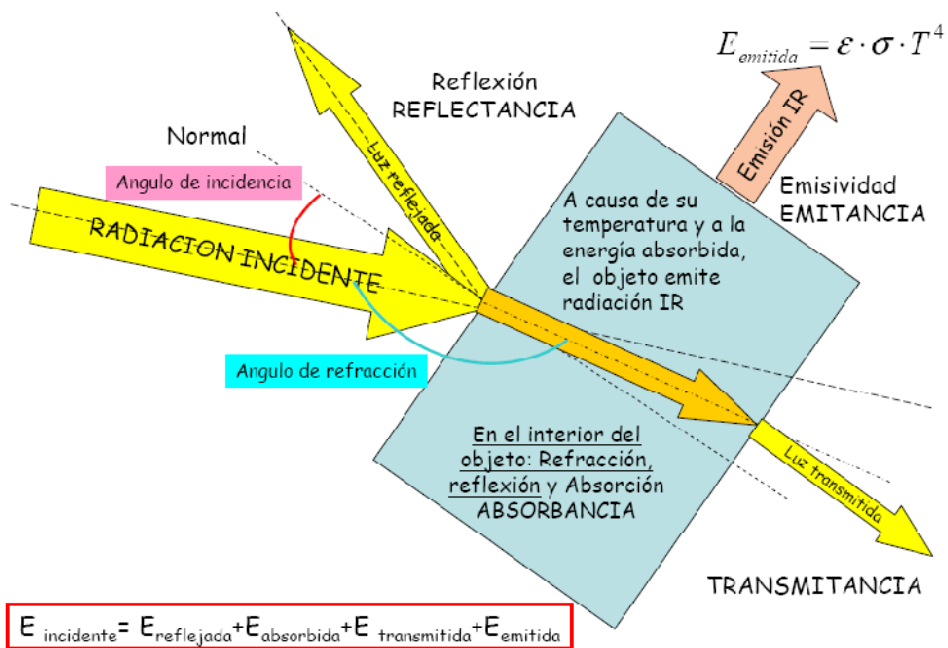 E emitida = ε · σ · T⁴
Reflexión
REFLECTANCIA
Normal
Angulo de incidencia
Luz reflejada
Emisión IR
Emisividad
EMITANCIA
A causa de su
temperatura y a la
energía absorbida,
el objeto emite
radiación IR
RADIACION INCIDENTE
Angulo de refracción
En el interior del
objeto: Refracción,
reflexión y Absorción
ABSORBANCIA
Luz transmitida
TRANSMITANCIA
E incidente= E reflejada+E absorbida+E transmitida+E emitida